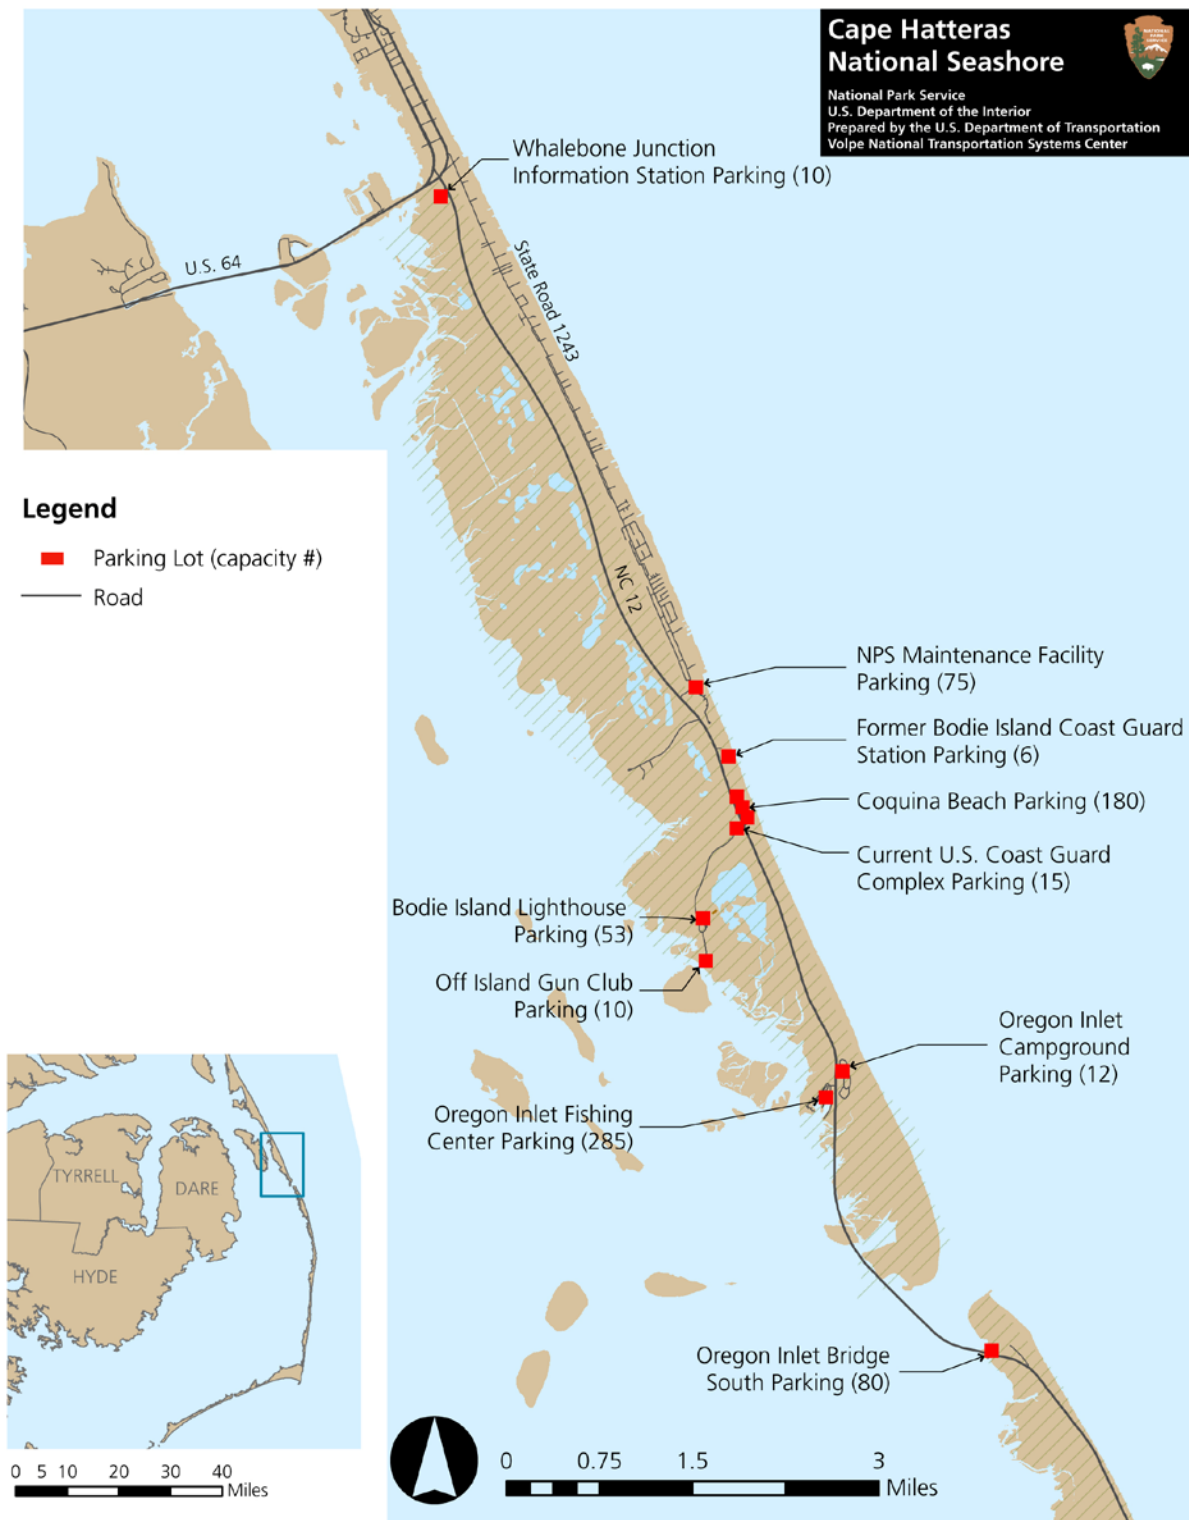 Cape Hatteras
National Seashore
National Park Service
U.S. Department of the Interior
Prepared by the U.S. Department of Transportation
Volpe National Transportation Systems Center
Whalebone Junction
Information Station Parking (10)
U.S. 64
State Road 1243
Legend
Parking Lot (capacity #)
Road
NC 12
NPS Maintenance Facility
Parking (75)
Former Bodie Island Coast Guard
Station Parking (6)
Coquina Beach Parking (180)
Current U.S. Coast Guard
Complex Parking (15)
Bodie Island Lighthouse
Parking (53)
Off Island Gun Club
Parking (10)
Oregon Inlet
Campground
Parking (12)
Oregon Inlet Fishing
Center Parking (285)
TYRRELL
DARE
HYDE
Oregon Inlet Bridge
South Parking (80)
0 5 10 20 30 40
Miles
0 0.75 1.5 3
Miles